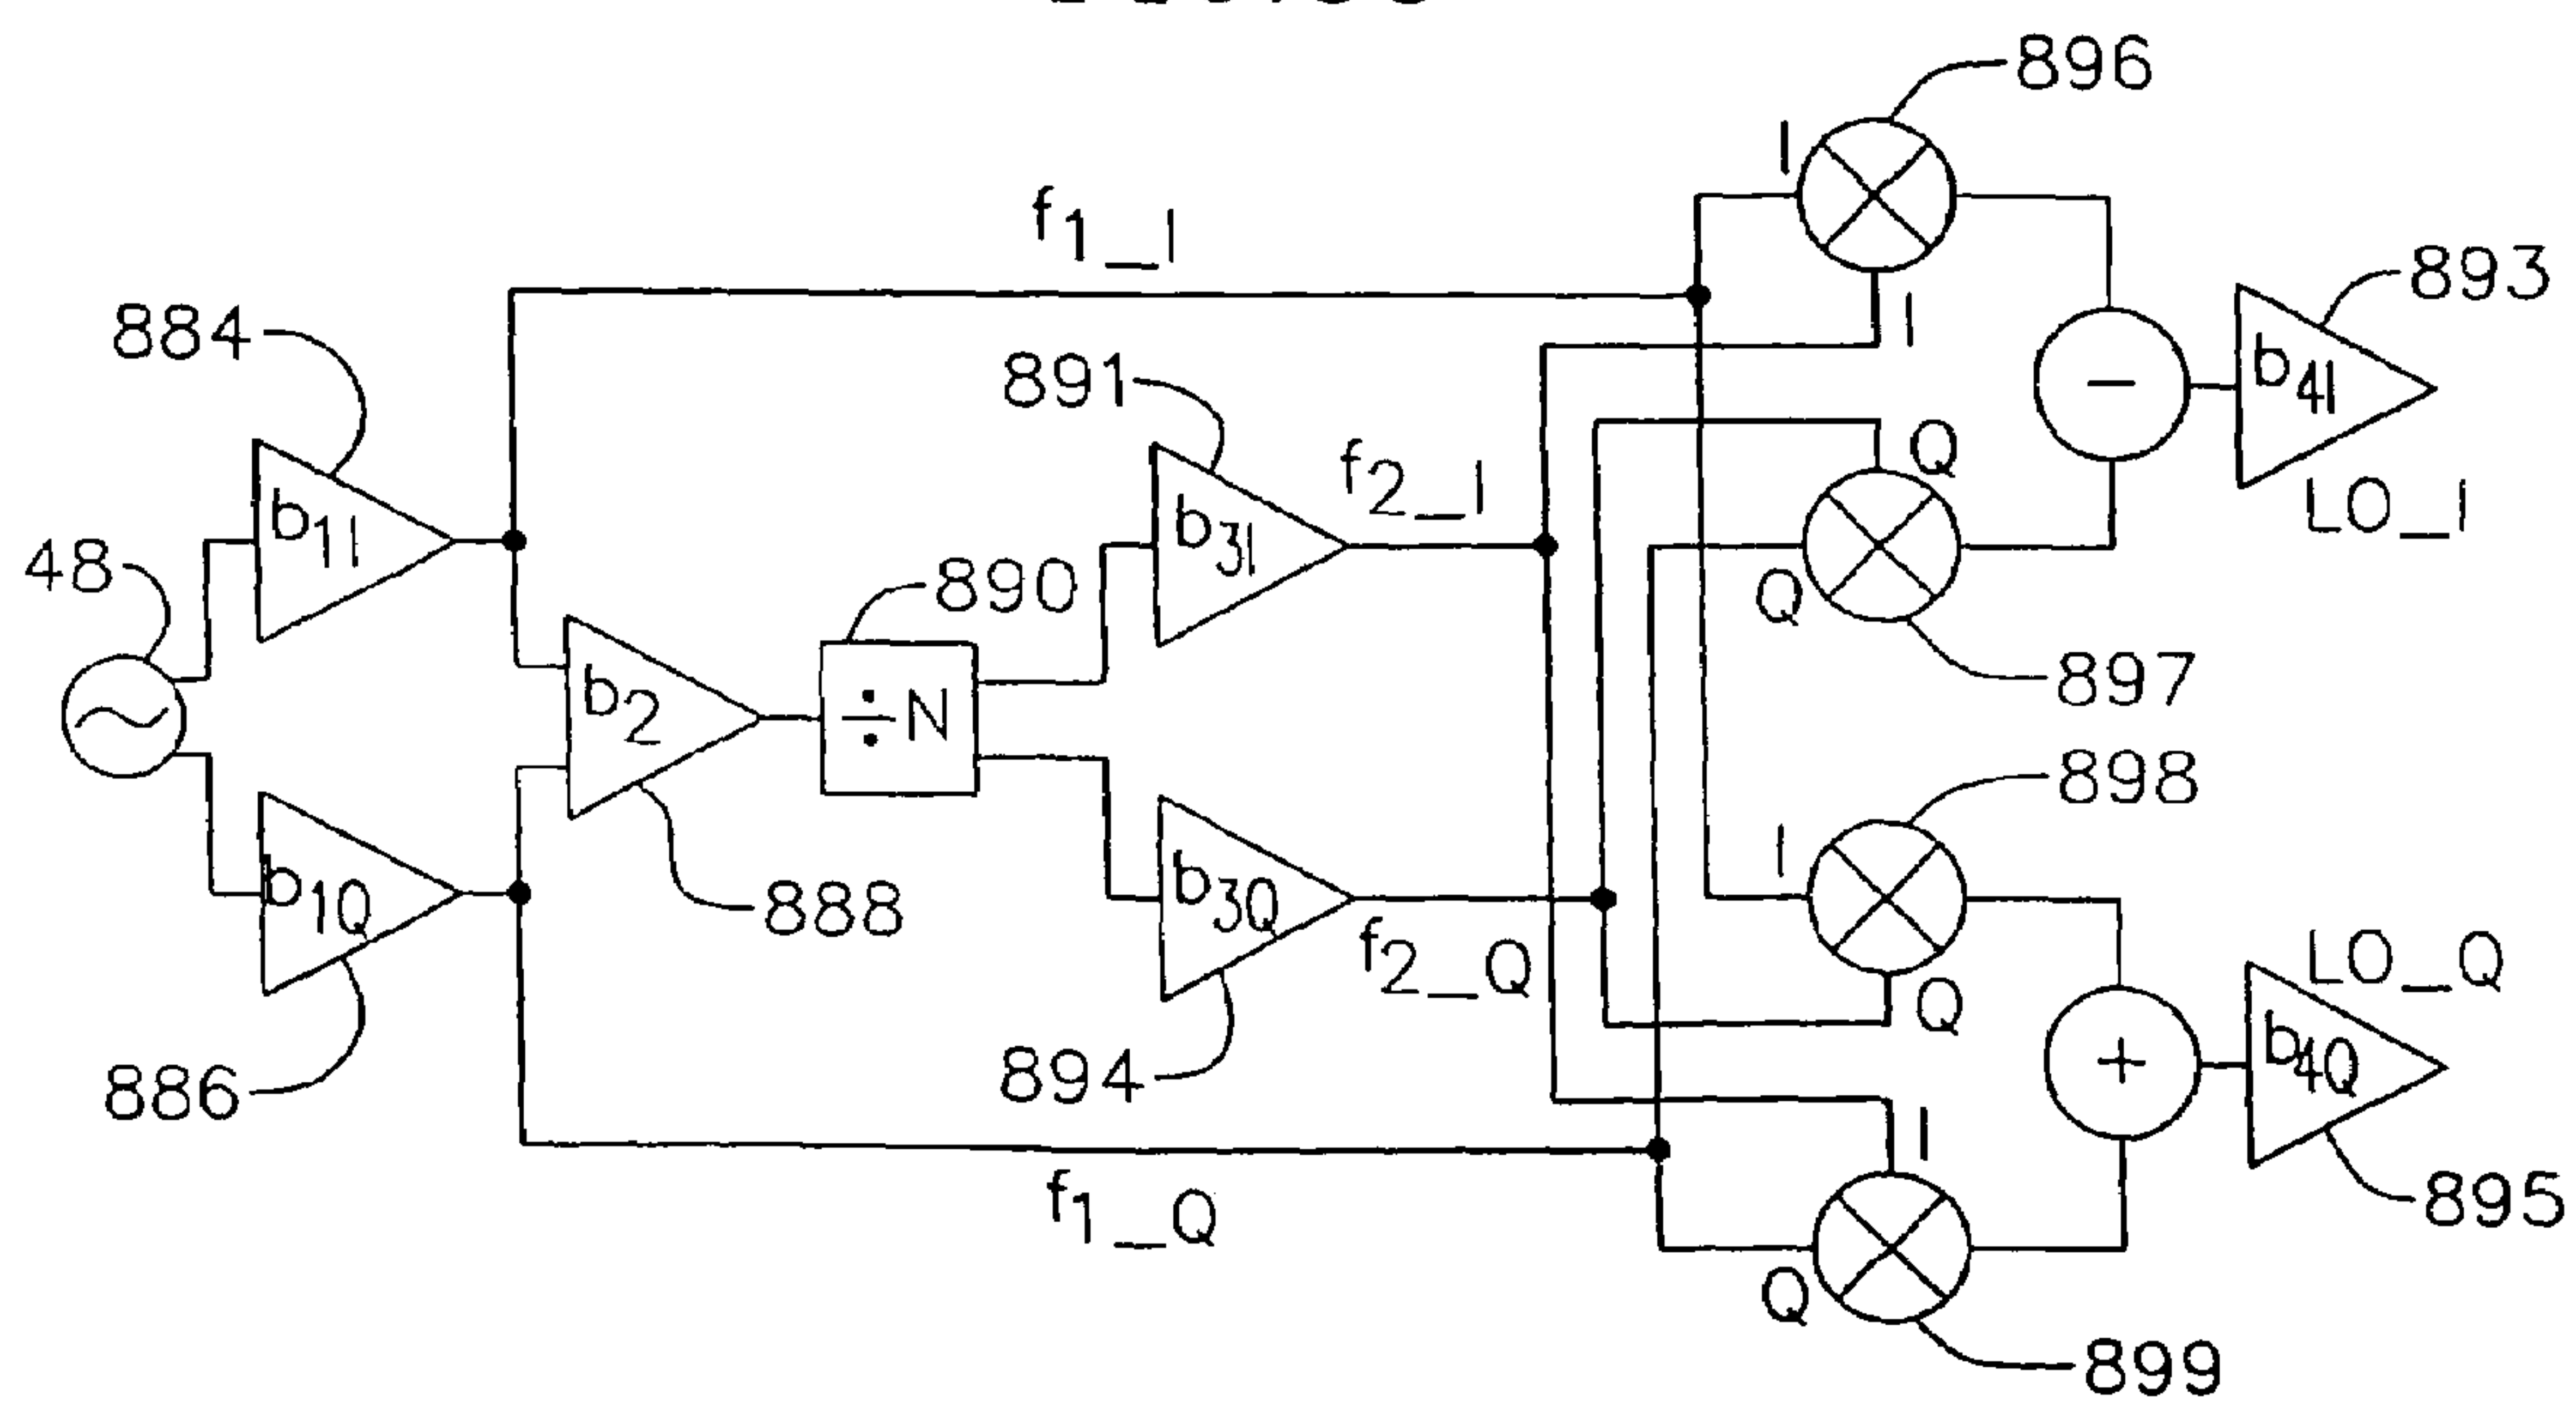 896
I
f1_I
893
884
I
891
b4I
f2_I
Q
LO_I
b1I
b3I
48
890
Q
b2
÷N
897
898
I
b1Q
b3Q
888
f2_Q
LO_Q
Q
b4Q
894
886
I
f1_Q
895
Q
899